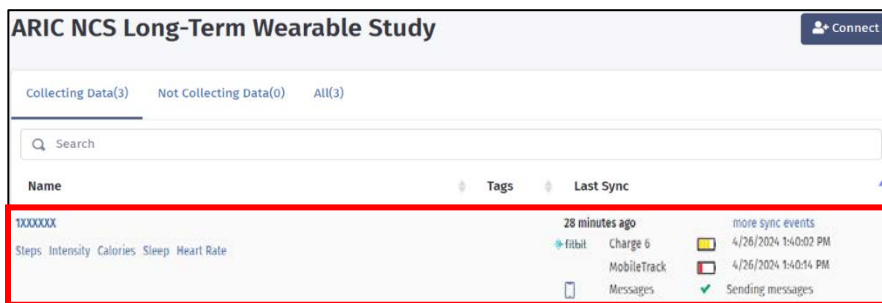 ARIC NCS Long-Term Wearable Study
Connect
Collecting Data(3) Not Collecting Data(0) All(3)
Search
Name Tags Last Sync
1XXXXXX 28 minutes ago more sync events
Steps Intensity Calories Sleep Heart Rate fitbit Charge 6 4/26/2024 1:40:02 PM
MobileTrack 4/26/2024 1:40:14 PM
Messages Sending messages